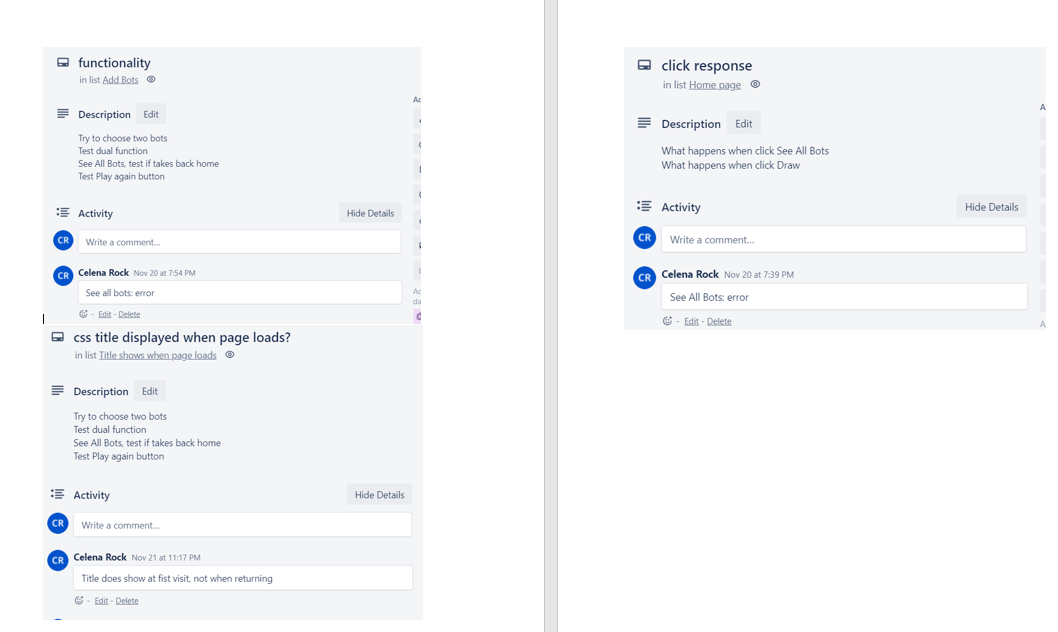 functionality
in list Add Bots
Description Edit
Try to choose two bots
Test dual function
See All Bots, test if takes back home
Test Play again button
Activity Hide Details
CR Write a comment...
CR Celena Rock Nov 20 at 7:54 PM
See all bots: error
- Edit - Delete
css title displayed when page loads?
in list Title shows when page loads
Description Edit
Try to choose two bots
Test dual function
See All Bots, test if takes back home
Test Play again button
Activity Hide Details
CR Write a comment...
CR Celena Rock Nov 21 at 11:17 PM
Title does show at fist visit, not when returning
- Edit - Delete
click response
in list Home page
Description Edit
What happens when click See All Bots
What happens when click Draw
Activity Hide Details
CR Write a comment...
CR Celena Rock Nov 20 at 7:39 PM
See All Bots: error
- Edit - Delete